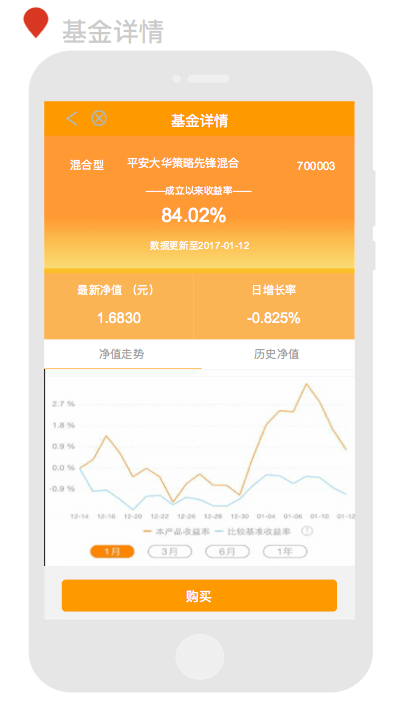 基金详情
基金详情
混合型 平安大华策略先锋混合 700003
——成立以来收益率——
84.02%
数据更新至2017-01-12
最新净值 （元） 日增长率
1.6830 -0.825%
净值走势 历史净值
2.7 %
1.8 %
0.9 %
0.0 %
-0.9 %
12-14 12-16 12-20 12-22 12-26 12-28 12-30 01-04 01-06 01-10 01-12
本产品收益率 比较基准收益率 ?
1月 3月 6月 1年
购买